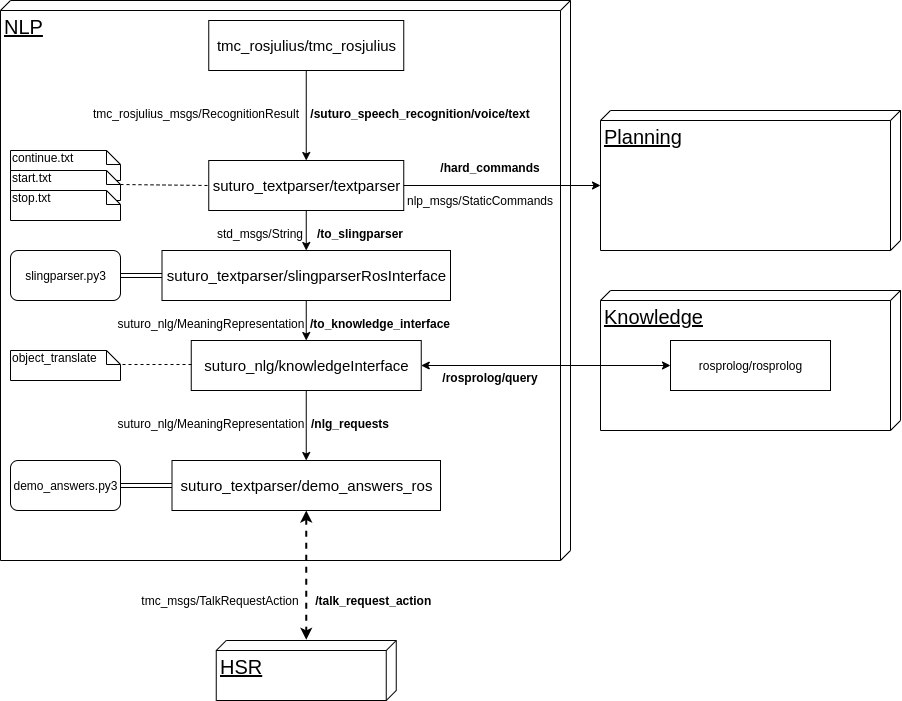 NLP
tmc_rosjulius/tmc_rosjulius
tmc_rosjulius_msgs/RecognitionResult /suturo_speech_recognition/voice/text
Planning
continue.txt
start.txt
stop.txt
suturo_textparser/textparser
/hard_commands
nlp_msgs/StaticCommands
std_msgs/String /to_slingparser
slingparser.py3
suturo_textparser/slingparserRosInterface
Knowledge
suturo_nlg/MeaningRepresentation /to_knowledge_interface
object_translate
suturo_nlg/knowledgeInterface
/rosprolog/query
rosprolog/rosprolog
suturo_nlg/MeaningRepresentation /nlg_requests
demo_answers.py3
suturo_textparser/demo_answers_ros
tmc_msgs/TalkRequestAction /talk_request_action
HSR